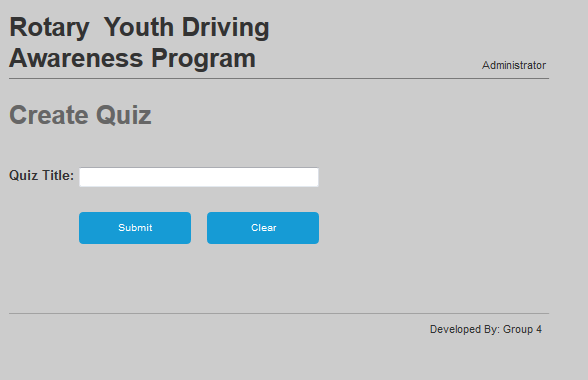 Rotary  Youth Driving
Awareness Program
Administrator
Create Quiz
Quiz Title:
Submit Clear
Developed By: Group 4